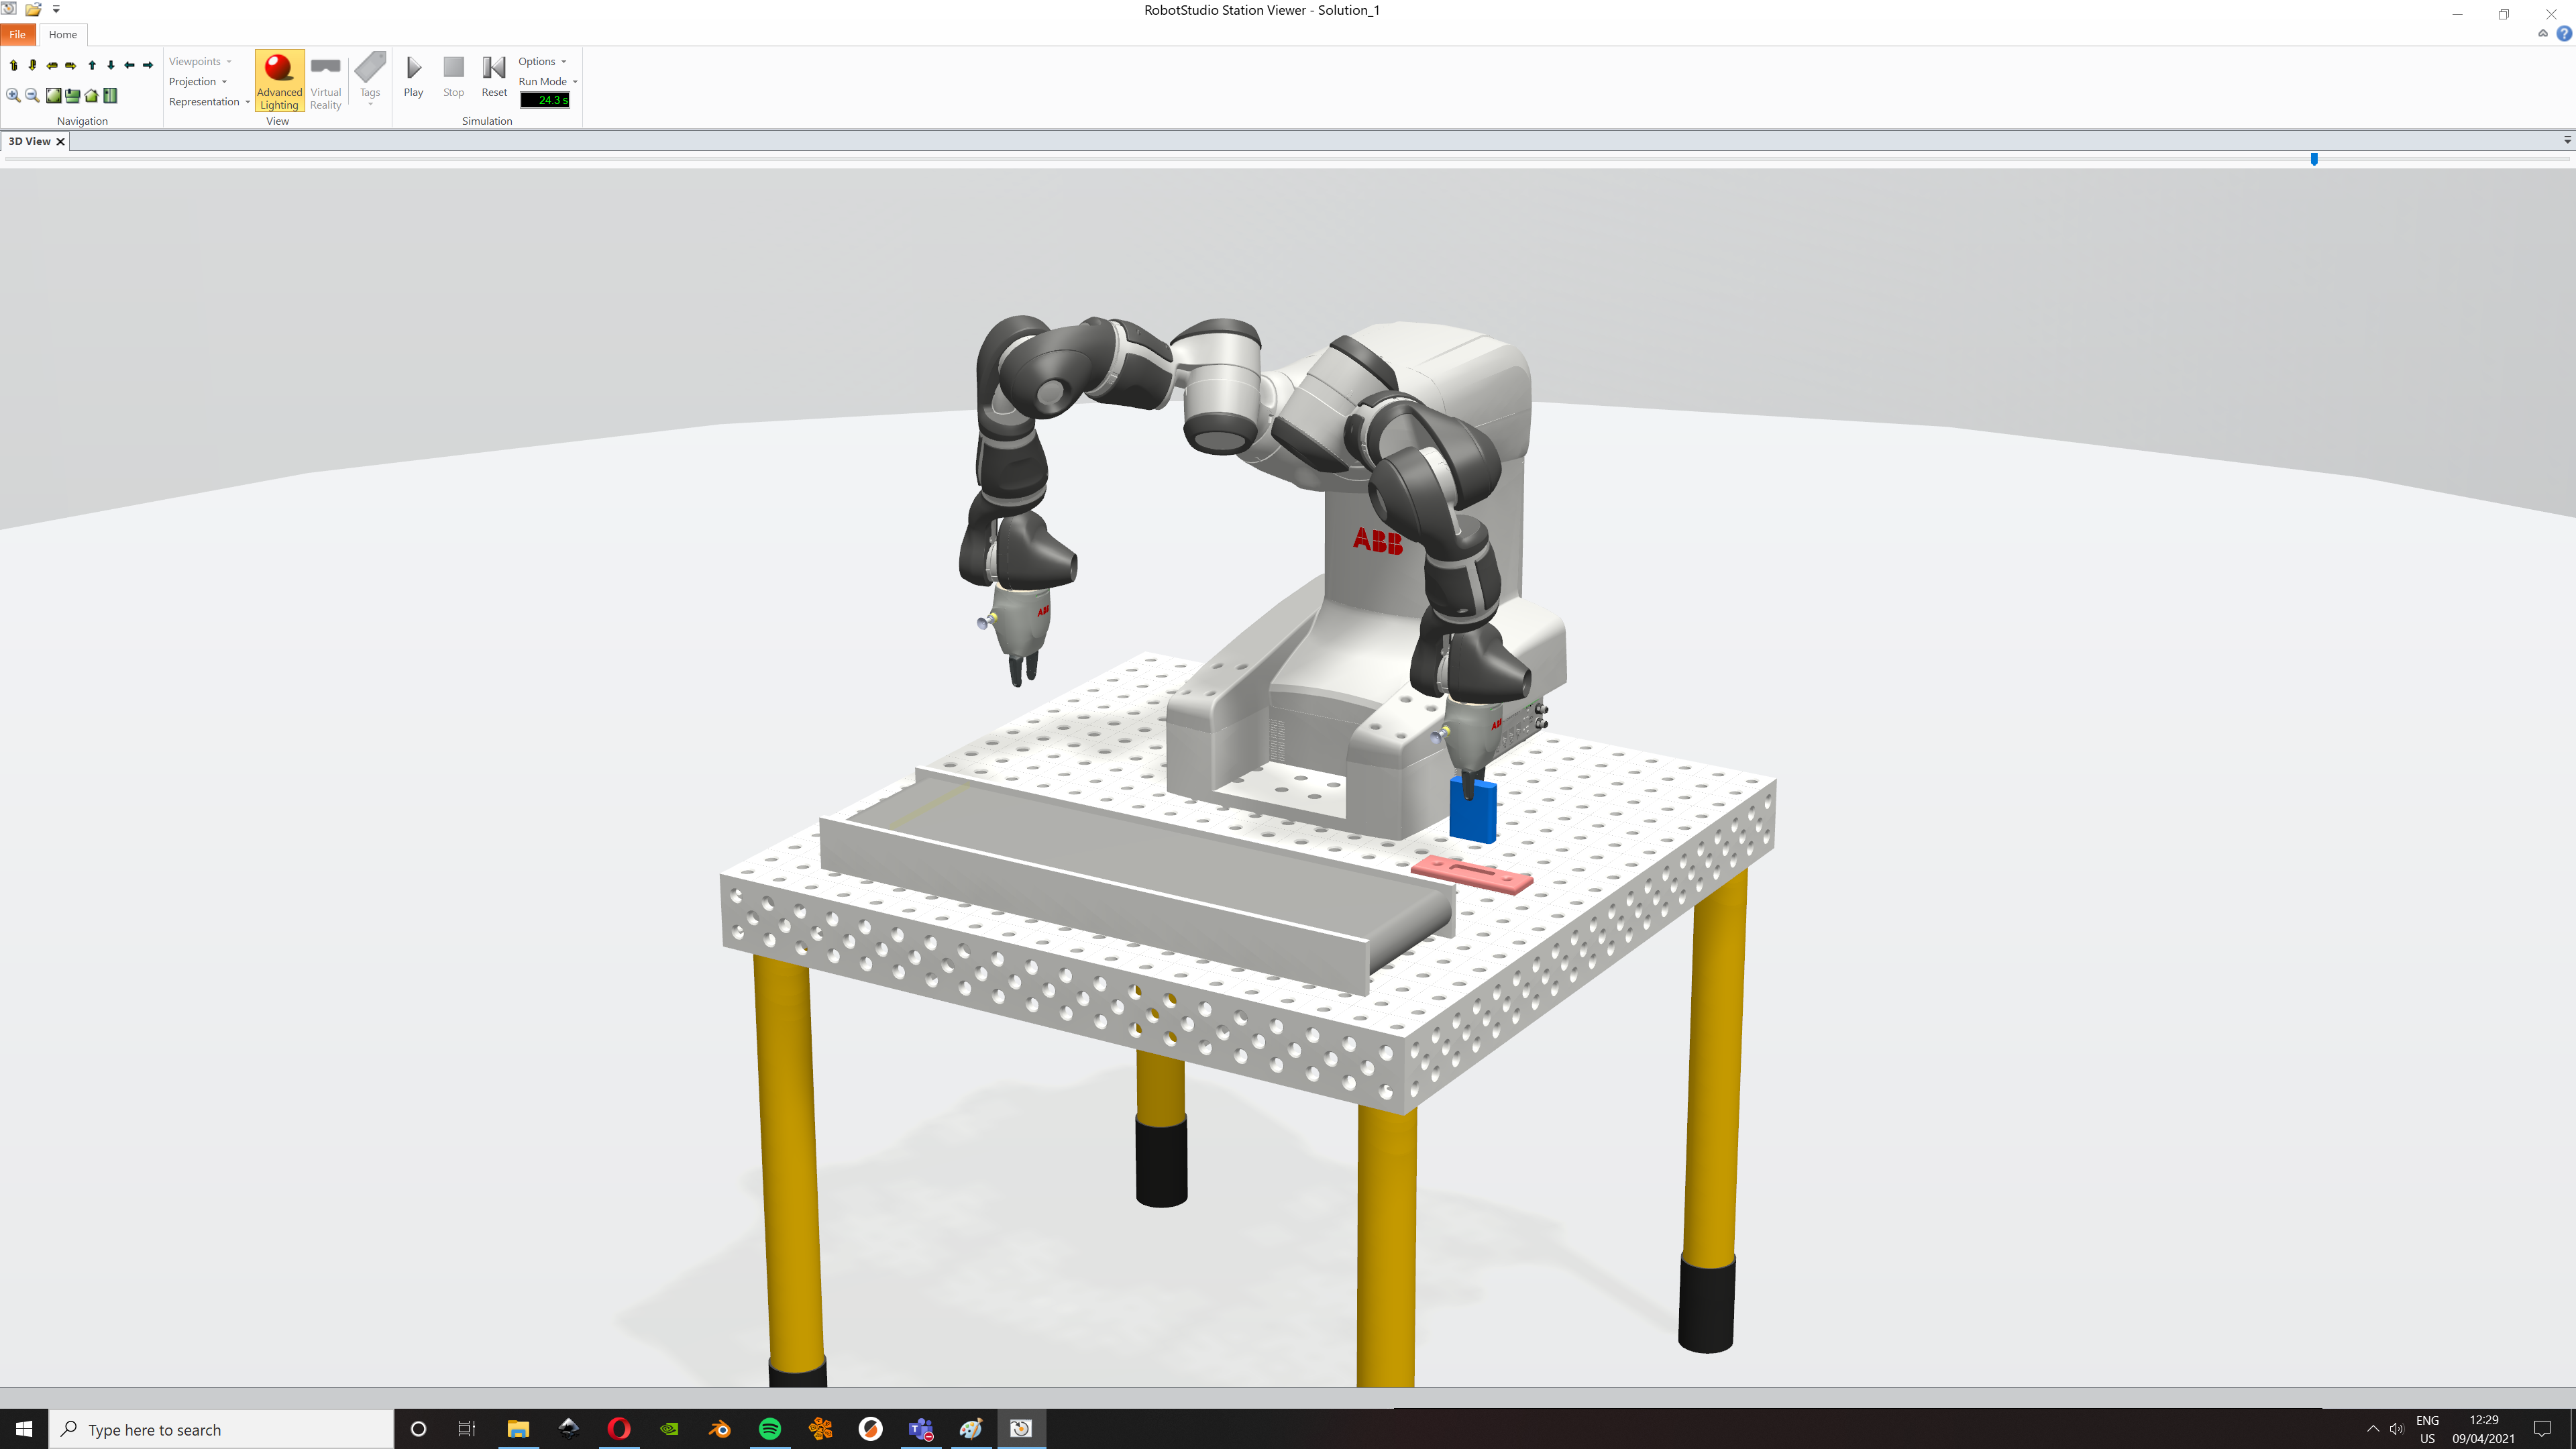 RobotStudio Station Viewer - Solution_1
File
Home
Viewpoints
Projection
Representation
Advanced
Lighting
Virtual
Reality
Tags
Play
Stop
Reset
Options
Run Mode
24.3 s
Navigation
View
Simulation
3D View
ABB
ABB
ABB
Type here to search
ENG
US
12:29
09/04/2021